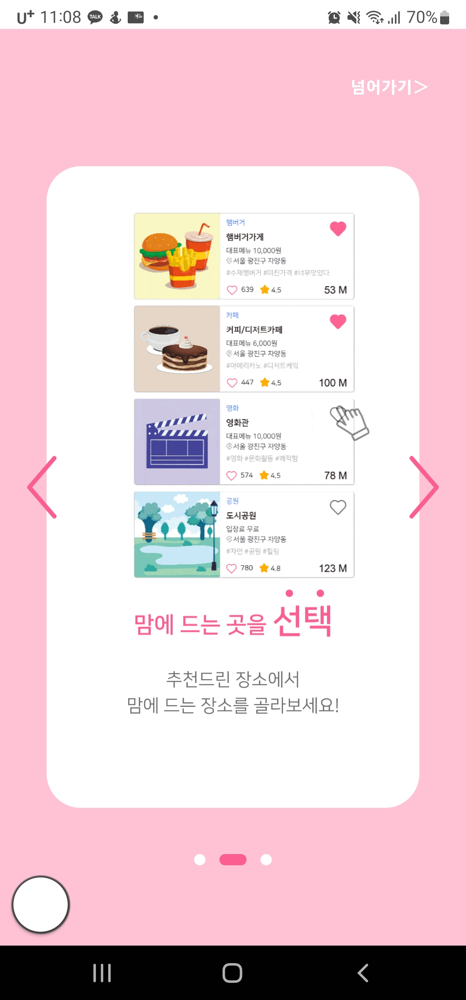 U+ 11:08 TALK 70%
넘어가기>
햄버거
햄버거가게
대표메뉴 10,000원
서울 광진구 자양동
#수제햄버거 #미친가격 #너무맛있다
639 4.5 53 M
카페
커피/디저트카페
대표메뉴 6,000원
서울 광진구 자양동
#아메리카노 #디저트케익
447 4.5 100 M
영화
영화관
대표메뉴 10,000원
서울 광진구 자양동
#영화 #문화활동 #쾌적함
574 4.5 78 M
공원
도시공원
입장료 무료
서울 광진구 자양동
#자연 #공원 #힐링
780 4.8 123 M
맘에 드는 곳을 선택
추천드린 장소에서
맘에 드는 장소를 골라보세요!